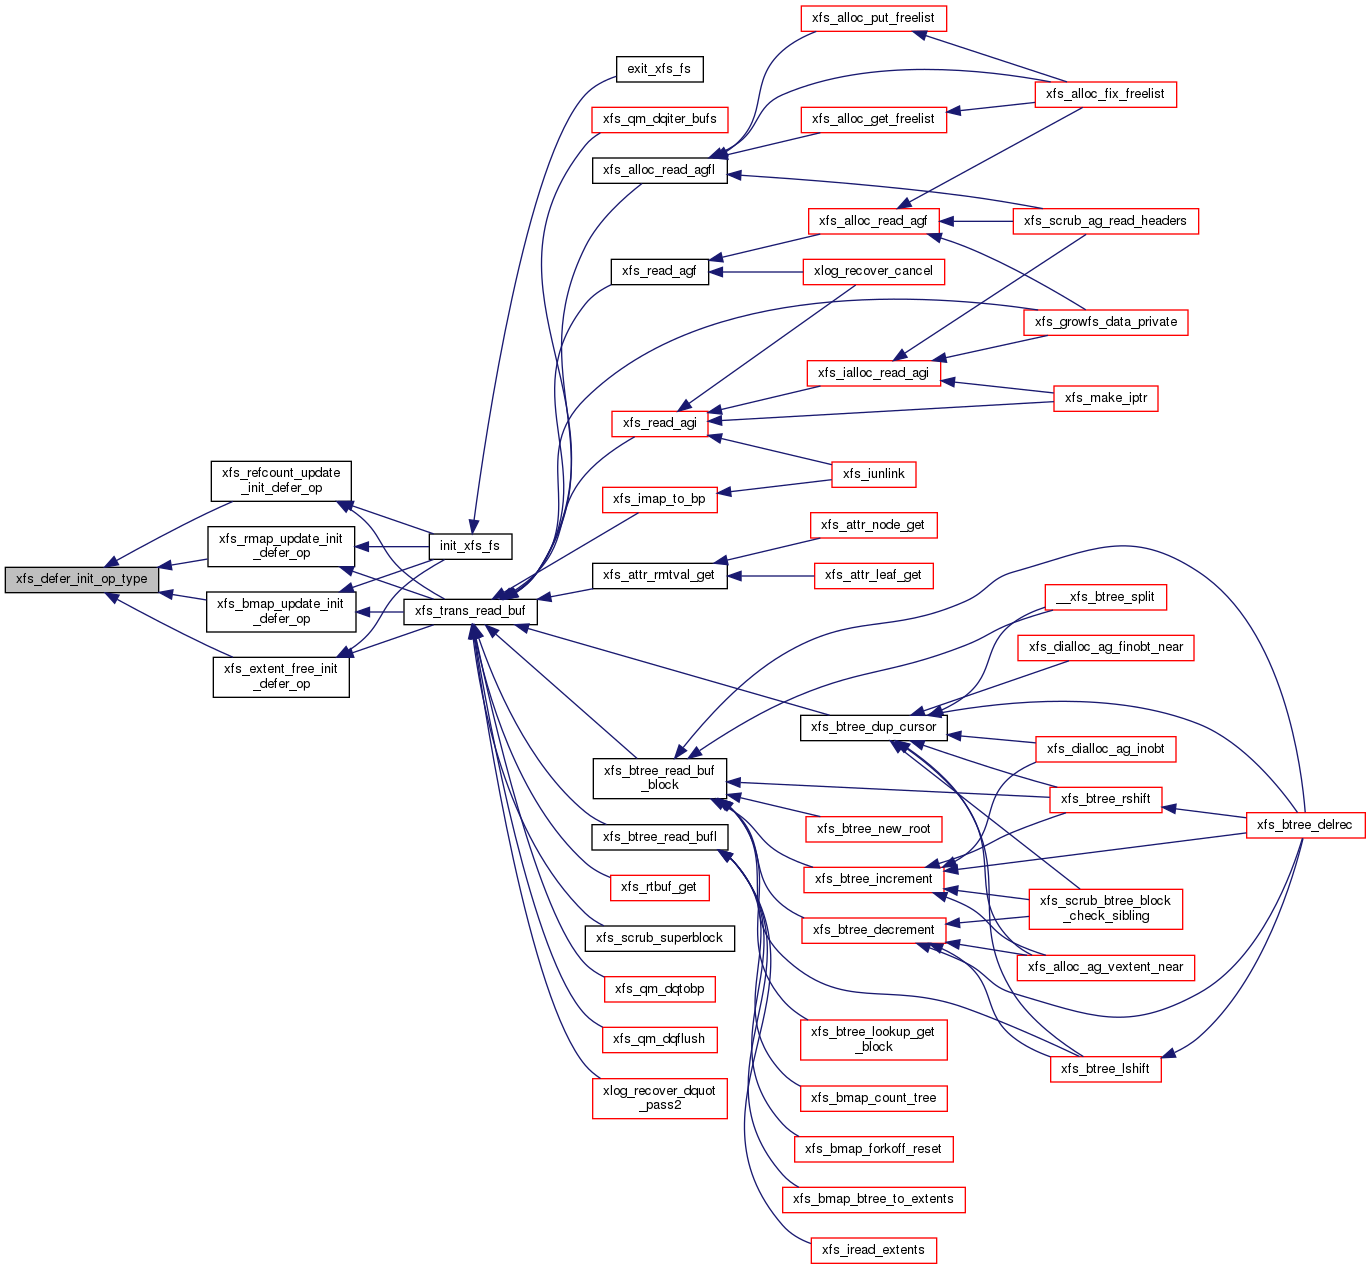 xfs_alloc_put_freelist
exit_xfs_fs
xfs_alloc_fix_freelist
xfs_qm_dqiter_bufs
xfs_alloc_get_freelist
xfs_alloc_read_agfl
xfs_alloc_read_agf
xfs_scrub_ag_read_headers
xfs_read_agf
xlog_recover_cancel
xfs_growfs_data_private
xfs_ialloc_read_agi
xfs_make_iptr
xfs_read_agi
xfs_iunlink
xfs_refcount_update
_init_defer_op
xfs_imap_to_bp
xfs_attr_node_get
xfs_rmap_update_init
_defer_op
init_xfs_fs
xfs_defer_init_op_type
xfs_attr_rmtval_get
xfs_attr_leaf_get
xfs_bmap_update_init
_defer_op
xfs_trans_read_buf
__xfs_btree_split
xfs_dialloc_ag_finobt_near
xfs_extent_free_init
_defer_op
xfs_btree_dup_cursor
xfs_dialloc_ag_inobt
xfs_btree_read_buf
_block
xfs_btree_rshift
xfs_btree_new_root
xfs_btree_delrec
xfs_btree_read_bufl
xfs_btree_increment
xfs_rtbuf_get
xfs_scrub_btree_block
_check_sibling
xfs_btree_decrement
xfs_scrub_superblock
xfs_alloc_ag_vextent_near
xfs_qm_dqtobp
xfs_qm_dqflush
xfs_btree_lookup_get
_block
xfs_btree_lshift
xlog_recover_dquot
_pass2
xfs_bmap_count_tree
xfs_bmap_forkoff_reset
xfs_bmap_btree_to_extents
xfs_iread_extents